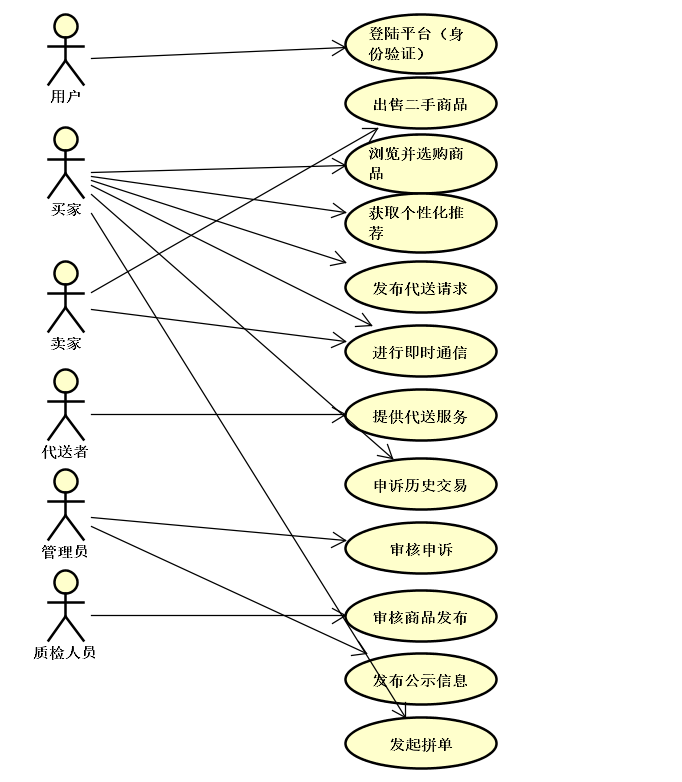 登陆平台（身
份验证）
用户
出售二手商品
浏览并选购商
品
买家
获取个性化推
荐
发布代送请求
卖家
进行即时通信
提供代送服务
代送者
申诉历史交易
管理员
审核申诉
审核商品发布
质检人员
发布公示信息
发起拼单